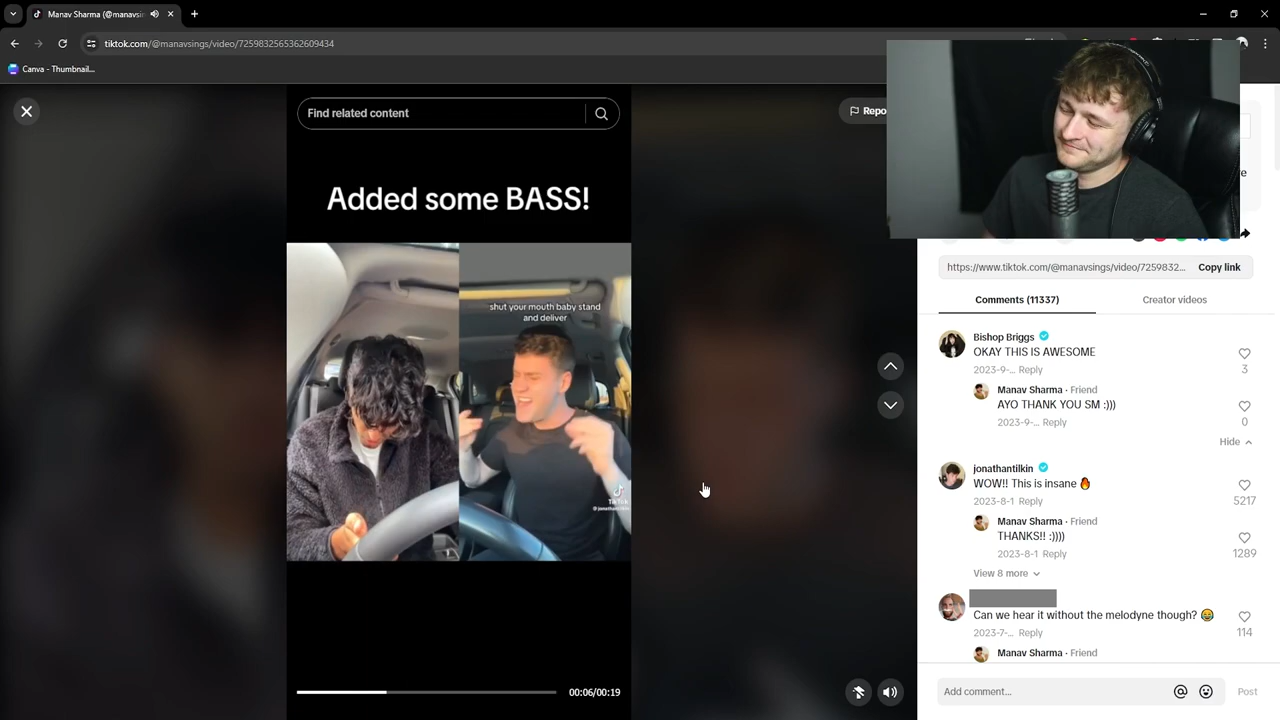 Manav Sharma (@manavsi
tiktok.com/@manavsings/video/7259832565362609434
Canva - Thumbnail...
Find related content
Repo
Added some BASS!
shut your mouth baby stand
and deliver
TikTok
@jonathantilkin
00:06/00:19
https://www.tiktok.com/@manavsings/video/7259832...
Copy link
Comments (11337)
Creator videos
Bishop Briggs
OKAY THIS IS AWESOME
2023-9-... Reply
3
Manav Sharma · Friend
AYO THANK YOU SM :)))
2023-9-... Reply
0
Hide
jonathantilkin
WOW!! This is insane 🔥
2023-8-1 Reply
5217
Manav Sharma · Friend
THANKS!! :))))
2023-8-1 Reply
1289
View 8 more
Can we hear it without the melodyne though? 😂
2023-7-... Reply
114
Manav Sharma · Friend
Add comment...
Post